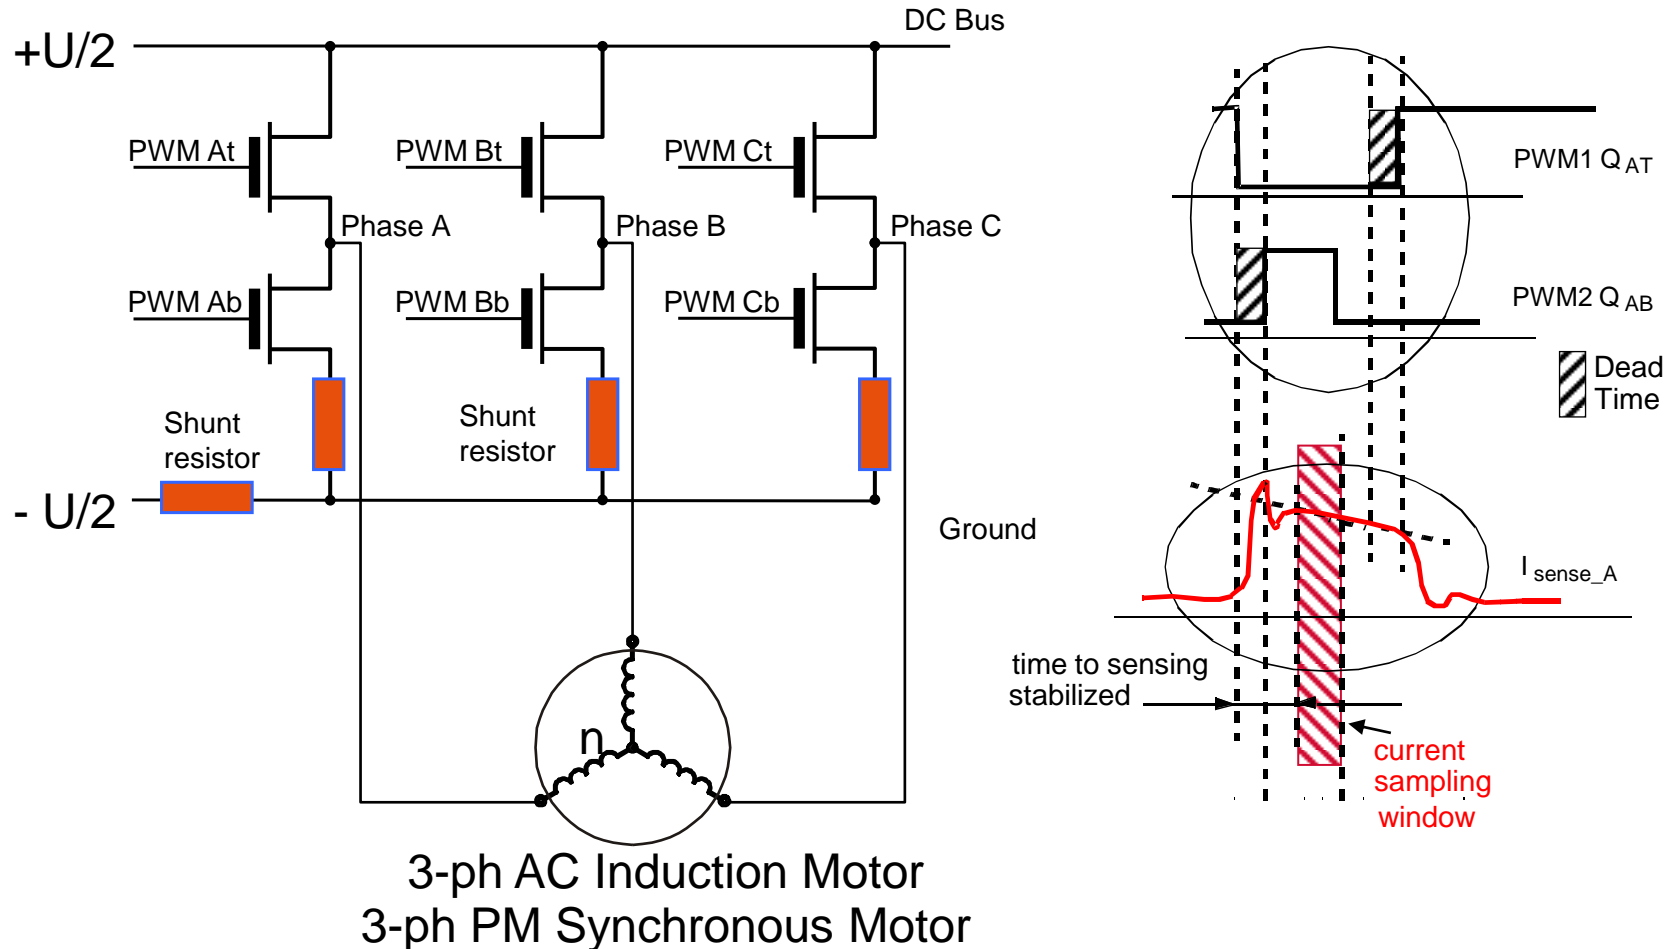 DC Bus
+U/2
PWM At
PWM Bt
PWM Ct
PWM1 Q AT
Phase A
Phase B
Phase C
PWM Ab
PWM Bb
PWM Cb
PWM2 Q AB
Dead
Time
Shunt
resistor
Shunt
resistor
- U/2
Ground
I sense_A
time to sensing
stabilized
n
current
sampling
window
3-ph AC Induction Motor
3-ph PM Synchronous Motor